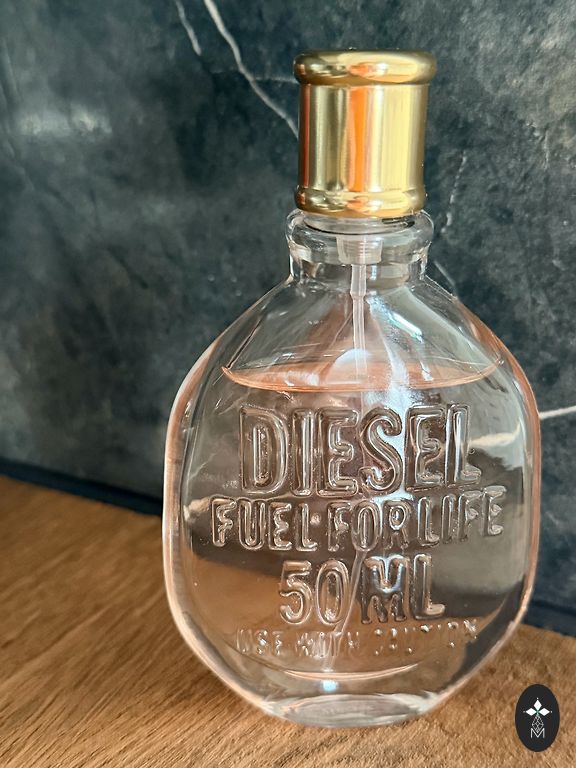 DIESEL
FUEL FOR LIFE
50 ML
USE WITH CAUTION
M